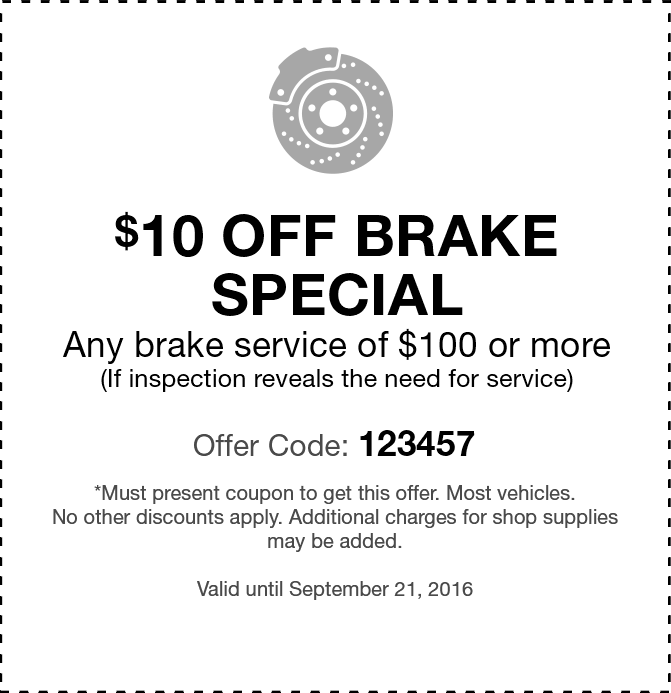 $10 OFF BRAKE
SPECIAL
Any brake service of $100 or more
(If inspection reveals the need for service)
Offer Code: 123457
*Must present coupon to get this offer. Most vehicles.
No other discounts apply. Additional charges for shop supplies
may be added.
Valid until September 21, 2016